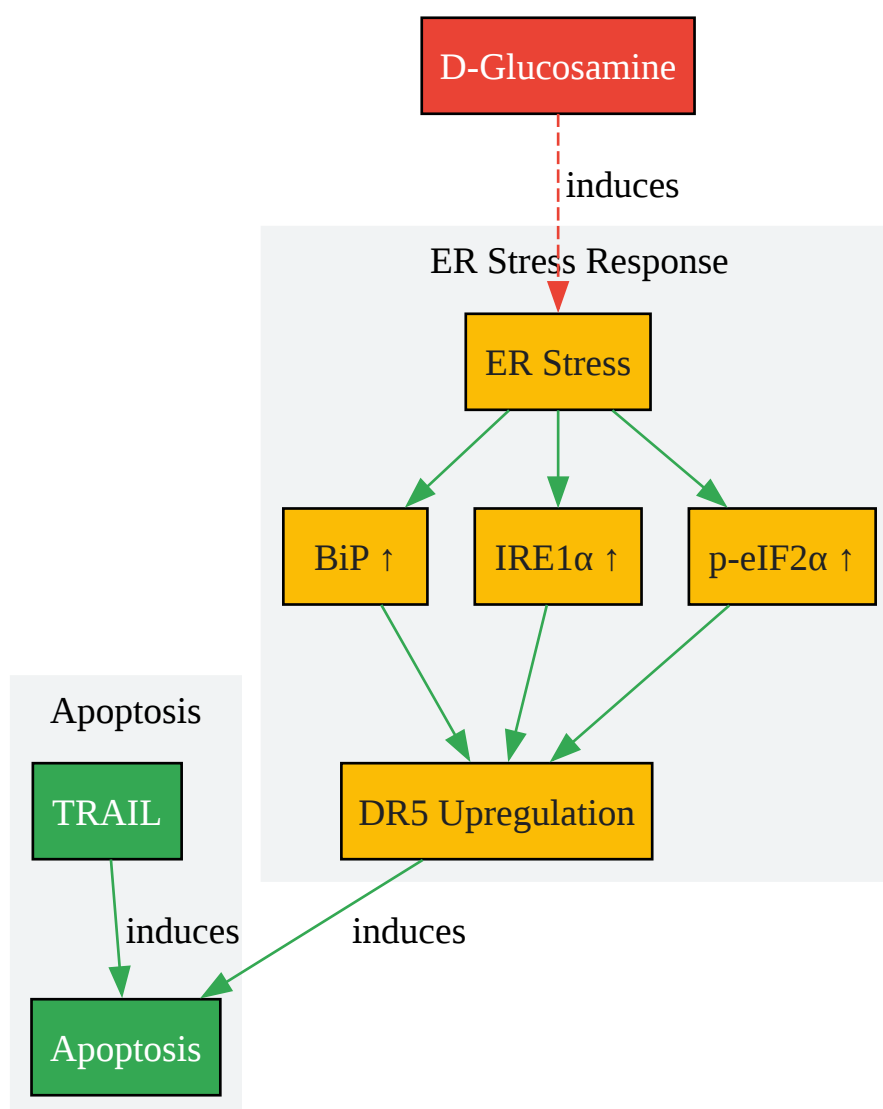 D-Glucosamine
induces
ER Stress Response
ER Stress
BiP ↑
IRE1α ↑
p-eIF2α ↑
Apoptosis
TRAIL
DR5 Upregulation
induces
induces
Apoptosis